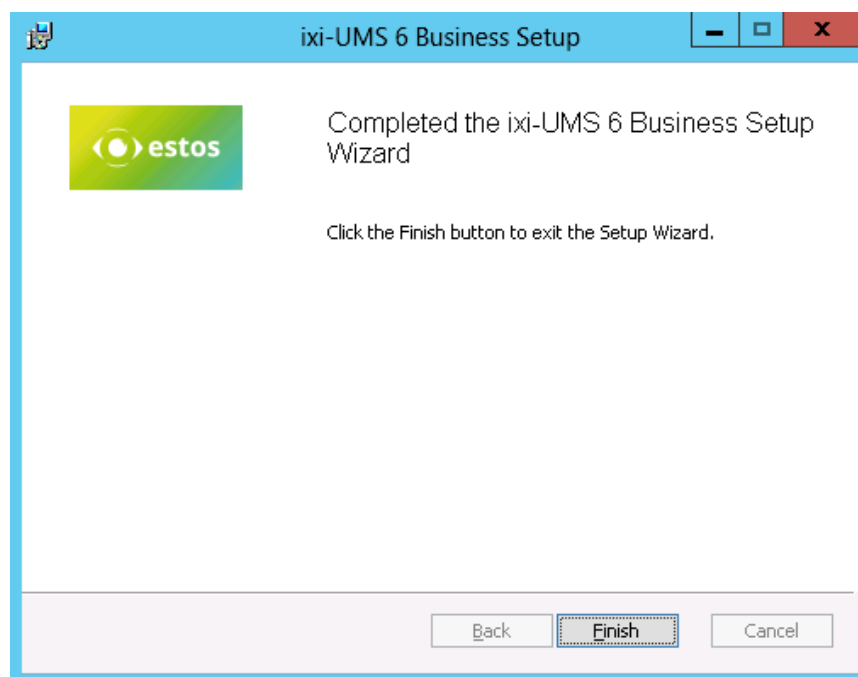 ixi-UMS 6 Business Setup
estos
Completed the ixi-UMS 6 Business Setup
Wizard
Click the Finish button to exit the Setup Wizard.
Back Finish Cancel